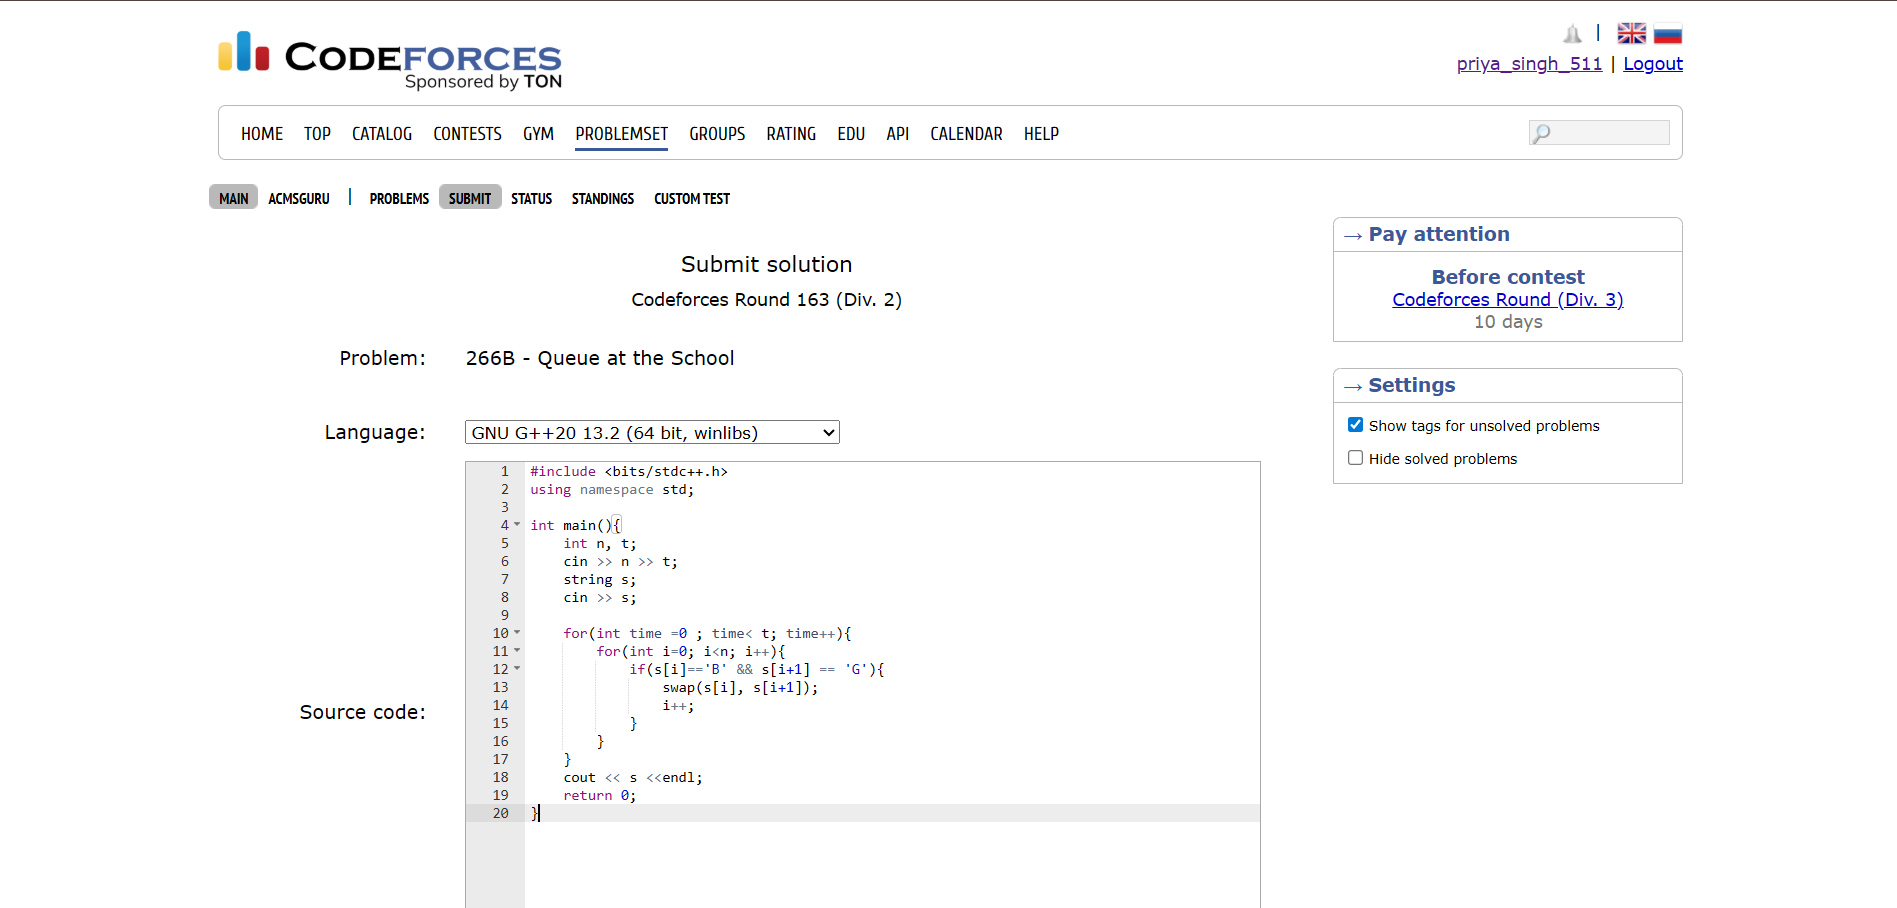 CODEFORCES
Sponsored by TON
|
priya_singh_511 | Logout
HOME TOP CATALOG CONTESTS GYM PROBLEMSET GROUPS RATING EDU API CALENDAR HELP
MAIN ACMSGURU | PROBLEMS SUBMIT STATUS STANDINGS CUSTOM TEST
Submit solution
Codeforces Round 163 (Div. 2)
Problem: 266B - Queue at the School
Language: GNU G++20 13.2 (64 bit, winlibs)
Source code:
1 #include <bits/stdc++.h>
2 using namespace std;
3
4 int main(){
5     int n, t;
6     cin >> n >> t;
7     string s;
8     cin >> s;
9
10     for(int time =0 ; time< t; time++){
11         for(int i=0; i<n; i++){
12             if(s[i]=='B' && s[i+1] == 'G'){
13                 swap(s[i], s[i+1]);
14                 i++;
15             }
16         }
17     }
18     cout << s <<endl;
19     return 0;
20 }
→ Pay attention
Before contest
Codeforces Round (Div. 3)
10 days
→ Settings
Show tags for unsolved problems
Hide solved problems